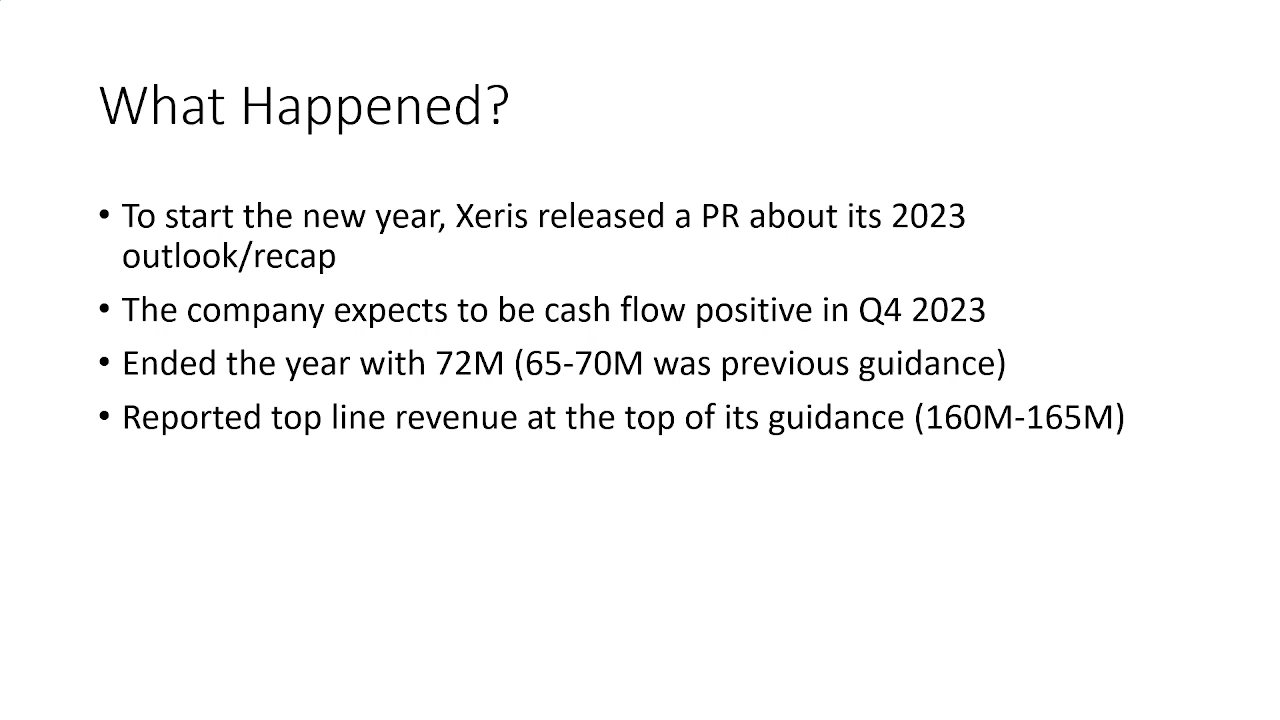 What Happened?
• To start the new year, Xeris released a PR about its 2023
outlook/recap
• The company expects to be cash flow positive in Q4 2023
• Ended the year with 72M (65-70M was previous guidance)
• Reported top line revenue at the top of its guidance (160M-165M)